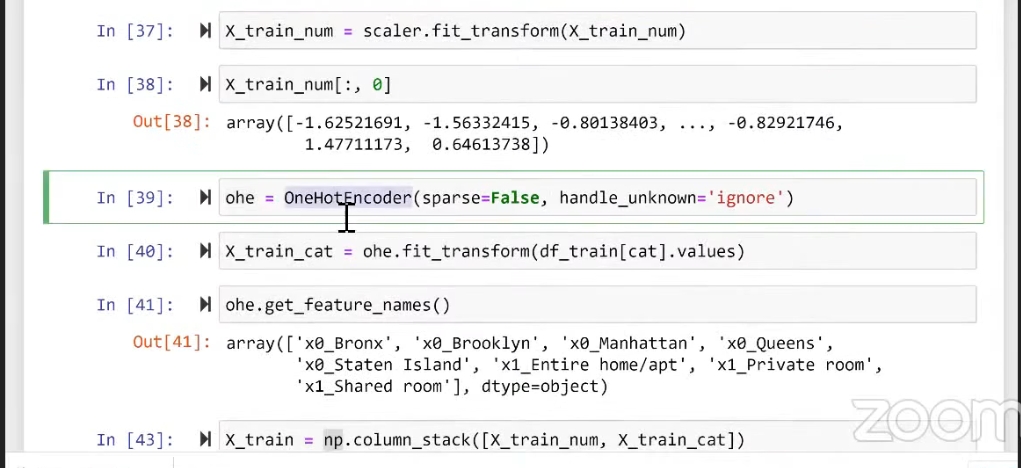 In [37]: X_train_num = scaler.fit_transform(X_train_num)
In [38]: X_train_num[:, 0]
Out[38]: array([-1.62521691, -1.56332415, -0.80138403, ..., -0.82921746,
1.47711173, 0.64613738])
In [39]: ohe = OneHotEncoder(sparse=False, handle_unknown='ignore')
In [40]: X_train_cat = ohe.fit_transform(df_train[cat].values)
In [41]: ohe.get_feature_names()
Out[41]: array(['x0_Bronx', 'x0_Brooklyn', 'x0_Manhattan', 'x0_Queens',
'x0_Staten Island', 'x1_Entire home/apt', 'x1_Private room',
'x1_Shared room'], dtype=object)
In [43]: X_train = np.column_stack([X_train_num, X_train_cat])
zoom